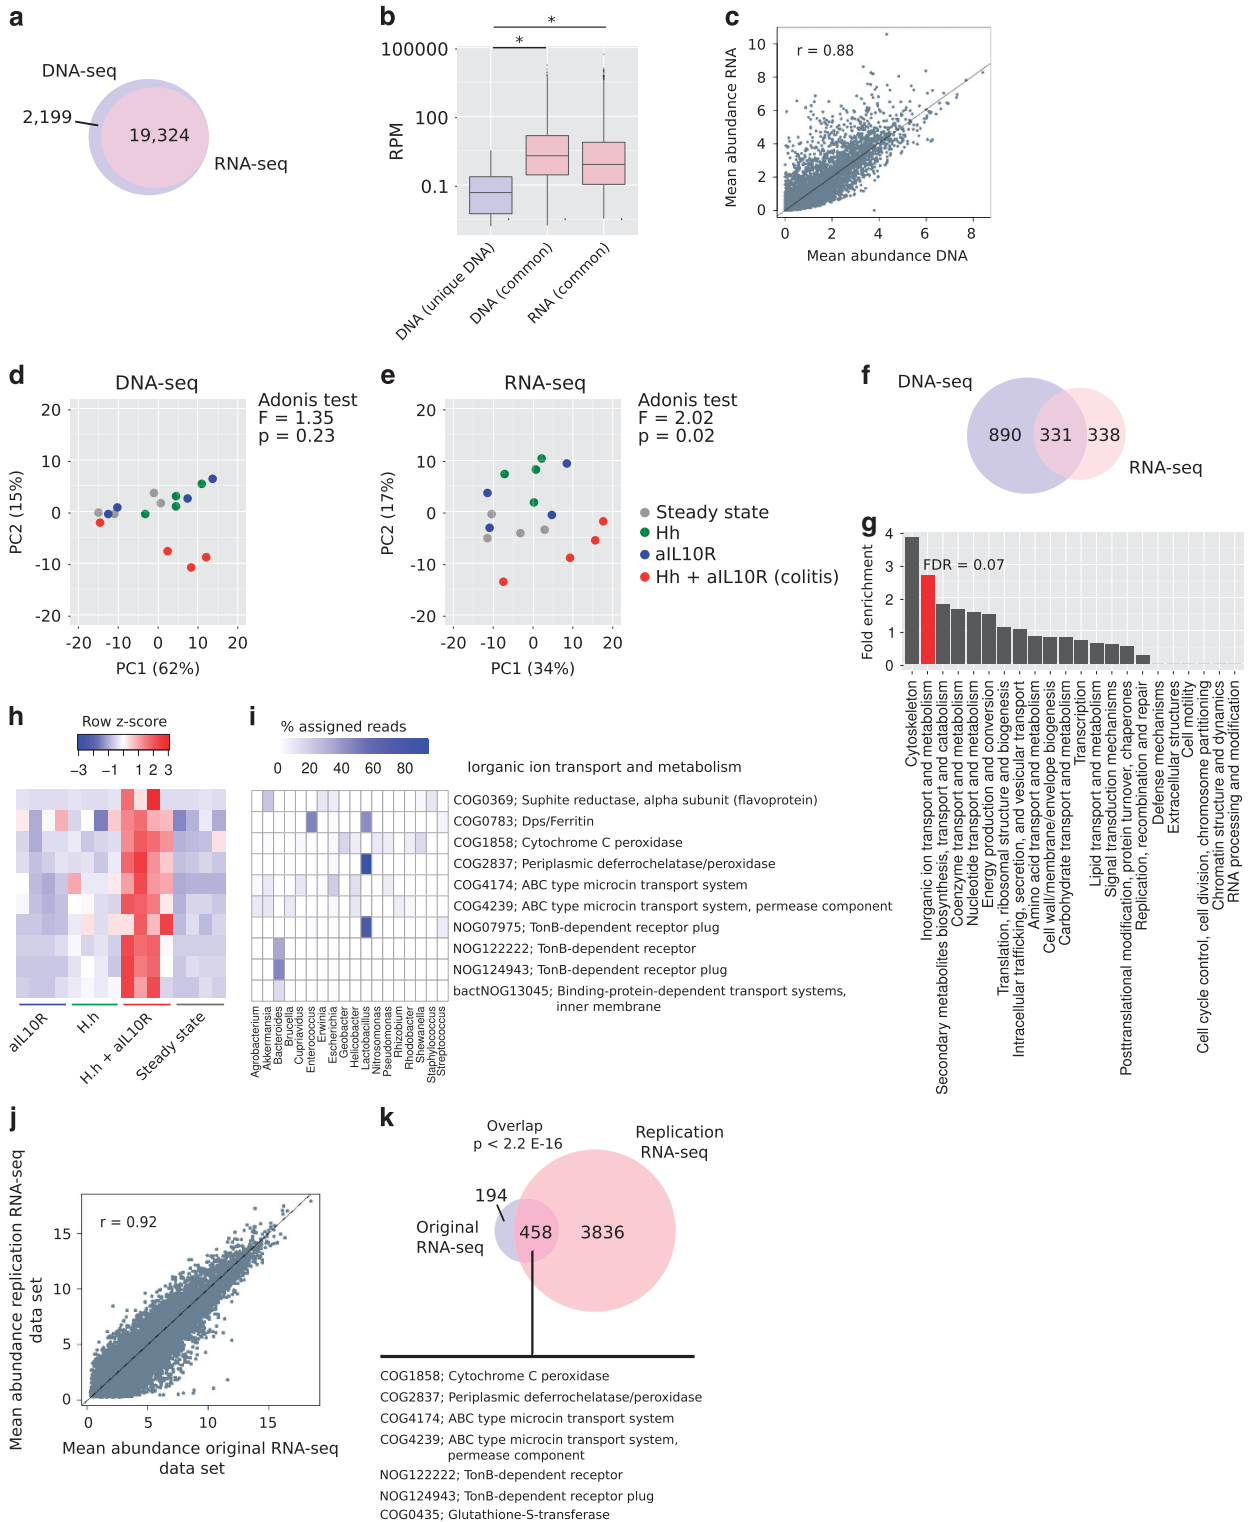 a
DNA-seq
2,199
19,324
RNA-seq
b
*
*
100000
100
0.1
RPM
DNA (unique DNA)
DNA (common)
RNA (common)
c
r = 0.88
10
8
6
4
2
0
Mean abundance RNA
0 2 4 6 8
Mean abundance DNA
d
DNA-seq
Adonis test
F = 1.35
p = 0.23
20
10
0
-10
-20
PC2 (15%)
-20 -10 0 10 20
PC1 (62%)
e
RNA-seq
Adonis test
F = 2.02
p = 0.02
20
10
0
-10
-20
PC2 (17%)
-20 -10 0 10 20
PC1 (34%)
Steady state
Hh
aIL10R
Hh + aIL10R (colitis)
f
DNA-seq
890 331 338
RNA-seq
g
4
3
2
1
0
Fold enrichment
FDR = 0.07
Cytoskeleton
Inorganic ion transport and metabolism
Secondary metabolites biosynthesis, transport and catabolism
Coenzyme transport and metabolism
Nucleotide transport and metabolism
Energy production and conversion
Translation, ribosomal structure and biogenesis
Intracellular trafficking, secretion, and vesicular transport
Amino acid transport and metabolism
Cell wall/membrane/envelope biogenesis
Carbohydrate transport and metabolism
Transcription
Lipid transport and metabolism
Signal transduction mechanisms
Posttranslational modification, protein turnover, chaperones
Replication, recombination and repair
Defense mechanisms
Extracellular structures
Cell motility
Cell cycle control, cell division, chromosome partitioning
Chromatin structure and dynamics
RNA processing and modification
h
Row z-score
−3 −1 1 2 3
aIL10R
H.h
H.h + aIL10R
Steady state
i
% assigned reads
0 20 40 60 80
Iorganic ion transport and metabolism
COG0369; Suphite reductase, alpha subunit (flavoprotein)
COG0783; Dps/Ferritin
COG1858; Cytochrome C peroxidase
COG2837; Periplasmic deferrochelatase/peroxidase
COG4174; ABC type microcin transport system
COG4239; ABC type microcin transport system, permease component
NOG07975; TonB-dependent receptor plug
NOG122222; TonB-dependent receptor
NOG124943; TonB-dependent receptor plug
bactNOG13045; Binding-protein-dependent transport systems,
inner membrane
Agrobacterium
Akkermansia
Bacteroides
Brucella
Cupriavidus
Enterococcus
Erwinia
Escherichia
Geobacter
Helicobacter
Lactobacillus
Nitrosomonas
Pseudomonas
Rhizobium
Rhodobacter
Shewanella
Staphylococcus
Streptococcus
j
r = 0.92
15
10
5
0
Mean abundance replication RNA-seq
data set
0 5 10 15
Mean abundance original RNA-seq
data set
k
Overlap
p < 2.2 E-16
Replication
RNA-seq
194
Original
RNA-seq
458 3836
COG1858; Cytochrome C peroxidase
COG2837; Periplasmic deferrochelatase/peroxidase
COG4174; ABC type microcin transport system
COG4239; ABC type microcin transport system,
permease component
NOG122222; TonB-dependent receptor
NOG124943; TonB-dependent receptor plug
COG0435; Glutathione-S-transferase